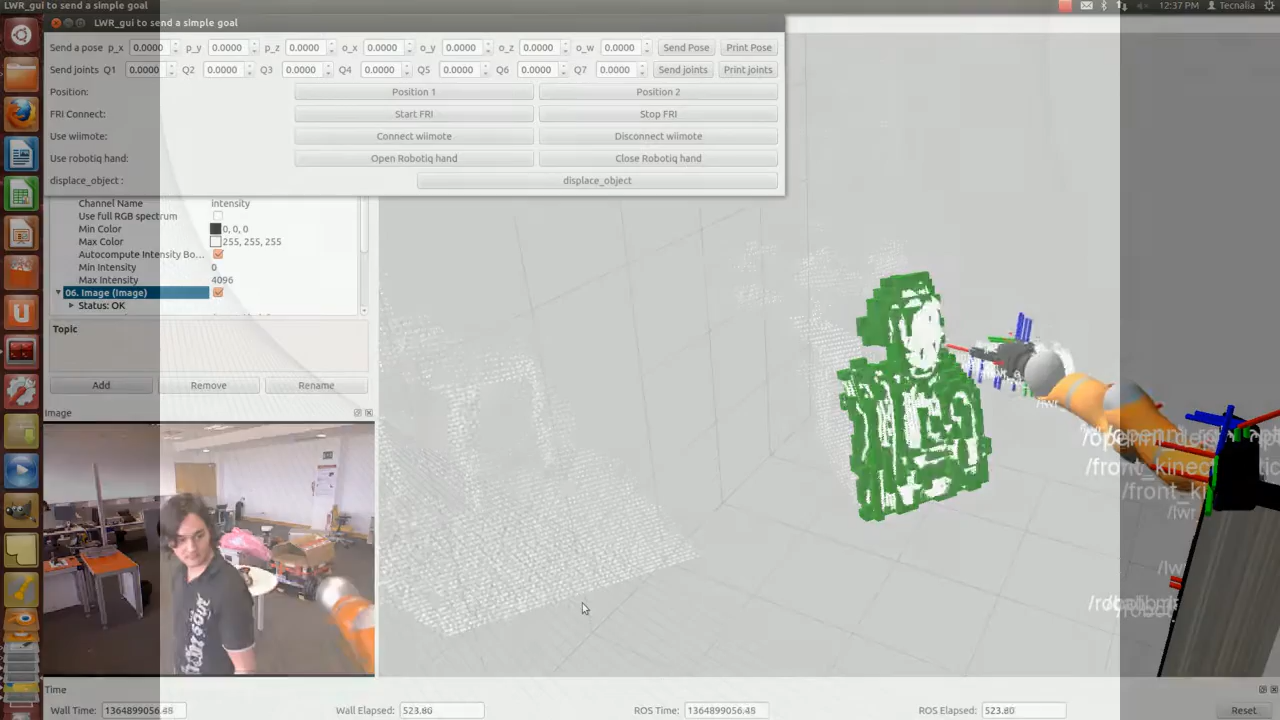 LWR_gui to send a simple goal
12:37 PM Tecnalia
LWR_gui to send a simple goal
Send a pose p_x 0.0000 p_y 0.0000 p_z 0.0000 o_x 0.0000 o_y 0.0000 o_z 0.0000 o_w 0.0000 Send Pose Print Pose
Send joints Q1 0.0000 Q2 0.0000 Q3 0.0000 Q4 0.0000 Q5 0.0000 Q6 0.0000 Q7 0.0000 Send joints Print joints
Position: Position 1 Position 2
FRI Connect: Start FRI Stop FRI
Use wiimote: Connect wiimote Disconnect wiimote
Use robotiq hand: Open Robotiq hand Close Robotiq hand
displace_object : displace_object
Channel Name intensity
Use full RGB spectrum
Min Color 0, 0, 0
Max Color 255, 255, 255
Autocompute Intensity Bo...
Min Intensity 0
Max Intensity 4096
06. Image (Image)
Status: OK
Topic
Add Remove Rename
Image
/lwr
/front_kinect
/front_ki
/lwr
/lw
Time
Wall Time: 1364899056.48 Wall Elapsed: 523.80 ROS Time: 1364899056.48 ROS Elapsed: 523.80 Reset